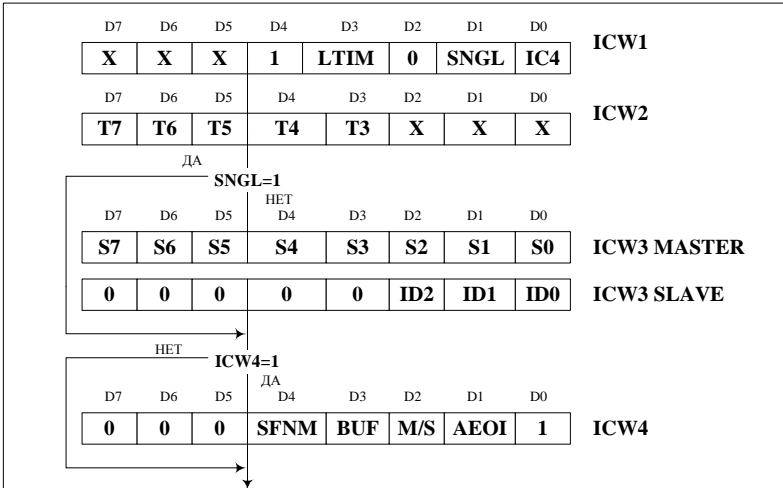 D7 D6 D5 D4 D3 D2 D1 D0
X X X 1 LTIM 0 SNGL IC4 ICW1
D7 D6 D5 D4 D3 D2 D1 D0
T7 T6 T5 T4 T3 X X X ICW2
ДА
SNGL=1
НЕТ
D7 D6 D5 D4 D3 D2 D1 D0
S7 S6 S5 S4 S3 S2 S1 S0 ICW3 MASTER
0 0 0 0 0 ID2 ID1 ID0 ICW3 SLAVE
НЕТ
ICW4=1
ДА
D7 D6 D5 D4 D3 D2 D1 D0
0 0 0 SFNM BUF M/S AEOI 1 ICW4